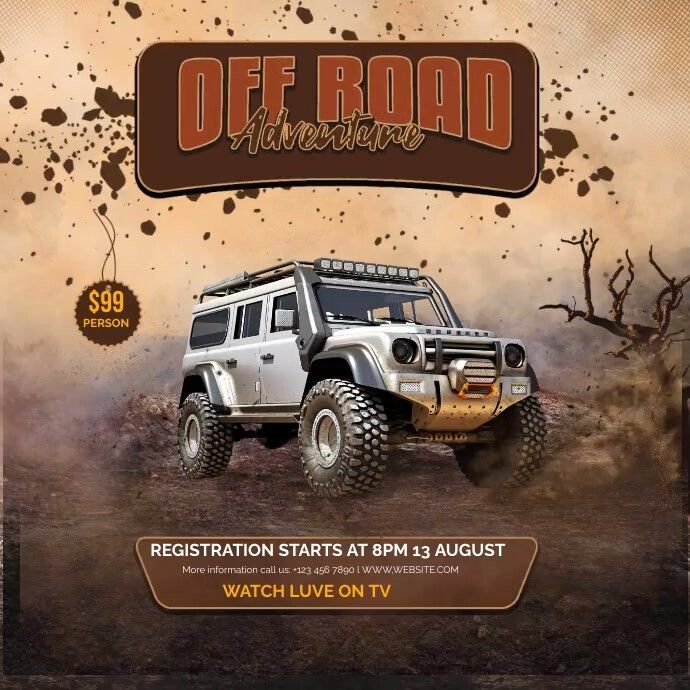 OFF ROAD
Adventure
$99
PERSON
REGISTRATION STARTS AT 8PM 13 AUGUST
More information call us: +123 456 7890 l WWW.WEBSITE.COM
WATCH LUVE ON TV